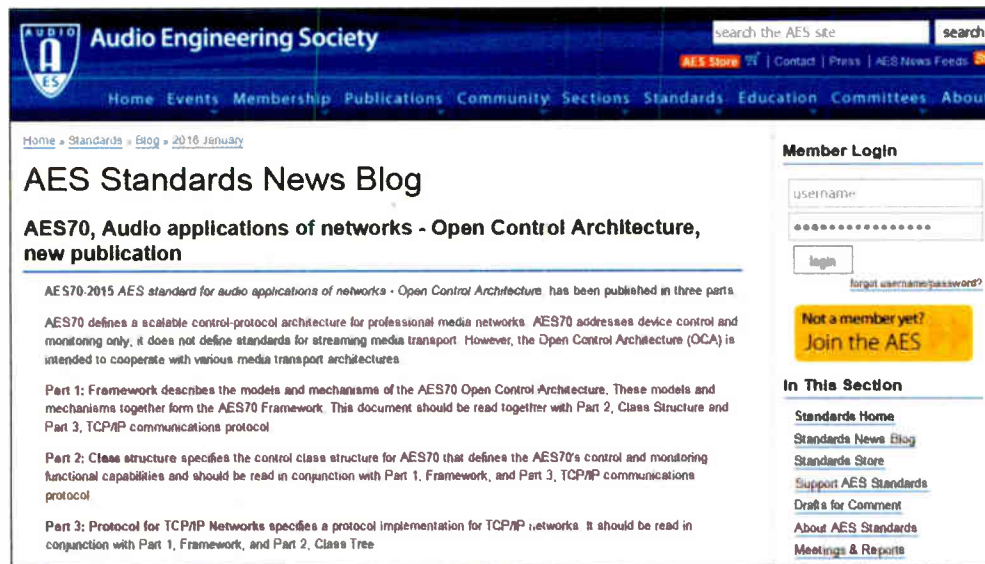 AUDIO
A
ES
Audio Engineering Society
search the AES site
search
AES Store | Contact | Press | AES News Feeds
Home Events Membership Publications Community Sections Standards Education Committees Abou
Home » Standards » Blog » 2016 January
AES Standards News Blog
AES70, Audio applications of networks - Open Control Architecture,
new publication
AES70-2015 AES standard for audio applications of networks - Open Control Architecture, has been published in three parts
AES70 defines a scalable control-protocol architecture for professional media networks. AES70 addresses device control and
monitoring only, it does not define standards for streaming media transport. However, the Open Control Architecture (OCA) is
intended to cooperate with various media transport architectures
Part 1: Framework describes the models and mechanisms of the AES70 Open Control Architecture. These models and
mechanisms together form the AES70 Framework. This document should be read together with Part 2, Class Structure and
Part 3, TCP/IP communications protocol
Part 2: Class structure specifies the control class structure for AES70 that defines the AES70's control and monitoring
functional capabilities and should be read in conjunction with Part 1, Framework, and Part 3, TCP/IP communications
protocol
Part 3: Protocol for TCP/IP Networks specifies a protocol implementation for TCP/IP networks. It should be read in
conjunction with Part 1, Framework, and Part 2, Class Tree
Member Login
username
login
forgot username/password?
Not a member yet?
Join the AES
In This Section
Standards Home
Standards News Blog
Standards Store
Support AES Standards
Drafts for Comment
About AES Standards
Meetings & Reports